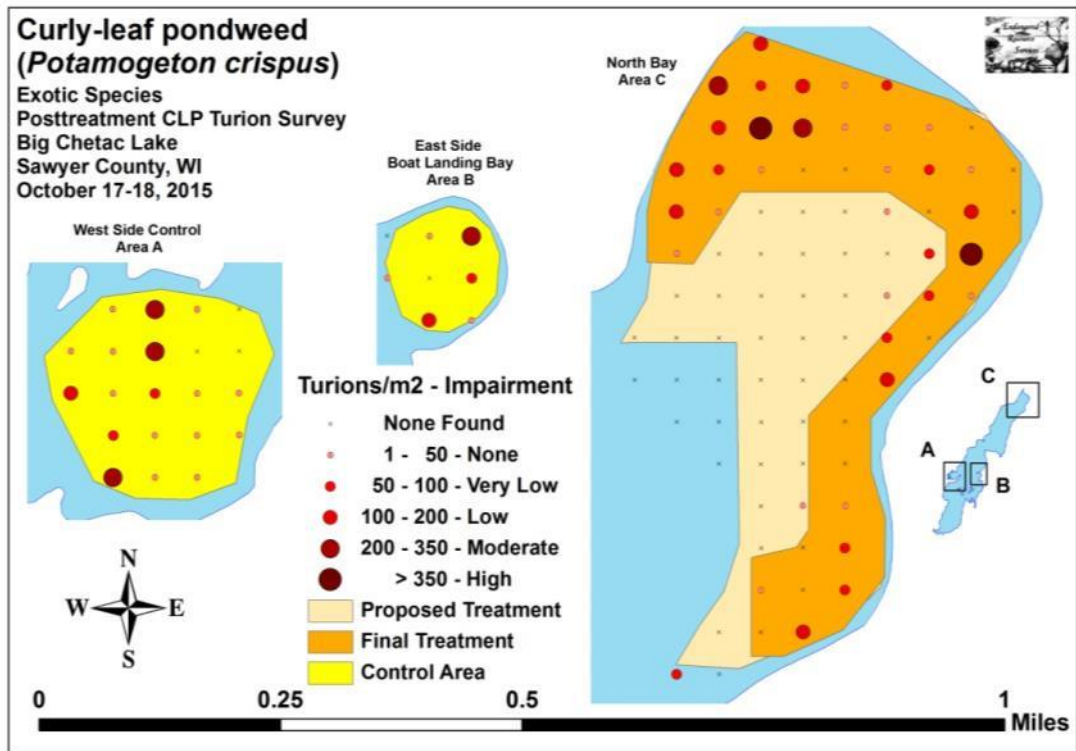 Curly-leaf pondweed
(Potamogeton crispus)
Exotic Species
Posttreatment CLP Turion Survey
Big Chetac Lake
Sawyer County, WI
October 17-18, 2015
West Side Control
Area A
East Side
Boat Landing Bay
Area B
North Bay
Area C
Endangered
Resource
Services
Turions/m2 - Impairment
None Found
1 - 50 - None
50 - 100 - Very Low
100 - 200 - Low
200 - 350 - Moderate
> 350 - High
Proposed Treatment
Final Treatment
Control Area
N
W E
S
C
A
B
0 0.25 0.5 1
Miles